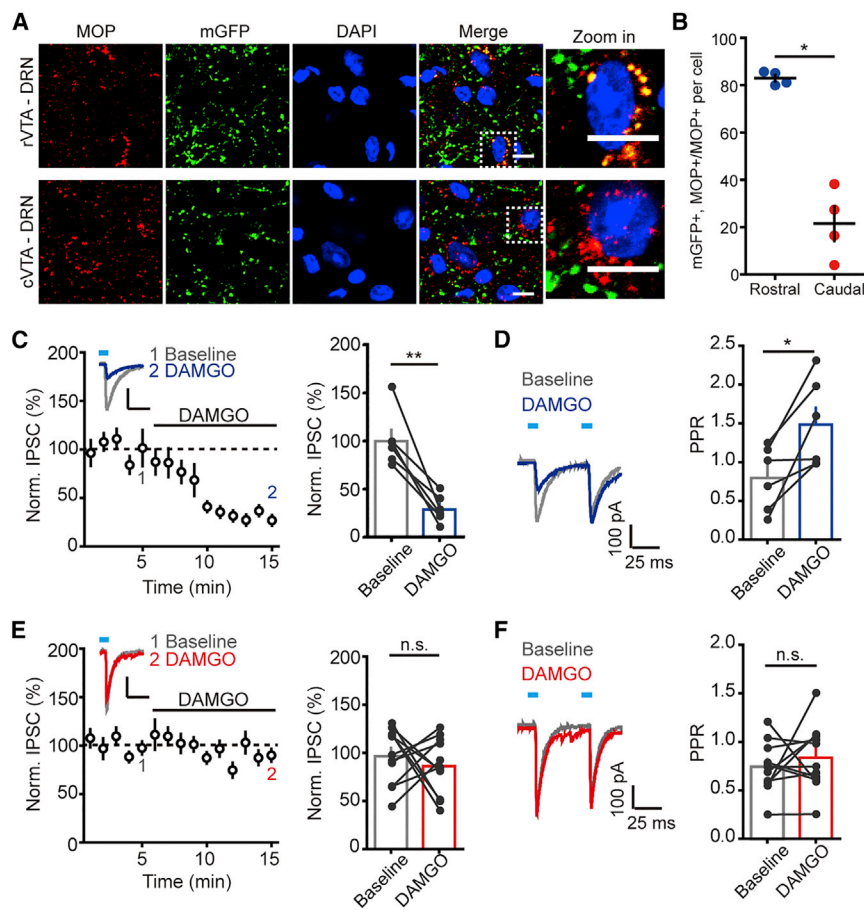 A
MOP
mGFP
DAPI
Merge
Zoom in
rVTA - DRN
cVTA - DRN
B
*
mGFP+, MOP+/MOP+ per cell
100
80
60
40
20
0
Rostral
Caudal
C
Norm. IPSC (%)
200
150
100
50
0
1 Baseline
2 DAMGO
DAMGO
1
2
5
10
15
Time (min)
**
Norm. IPSC (%)
200
150
100
50
0
Baseline
DAMGO
D
Baseline
DAMGO
100 pA
25 ms
*
PPR
2.5
2.0
1.5
1.0
0.5
0.0
Baseline
DAMGO
E
Norm. IPSC (%)
200
150
100
50
0
1 Baseline
2 DAMGO
DAMGO
1
2
5
10
15
Time (min)
n.s.
Norm. IPSC (%)
200
150
100
50
0
Baseline
DAMGO
F
Baseline
DAMGO
100 pA
25 ms
n.s.
PPR
2.0
1.5
1.0
0.5
0.0
Baseline
DAMGO